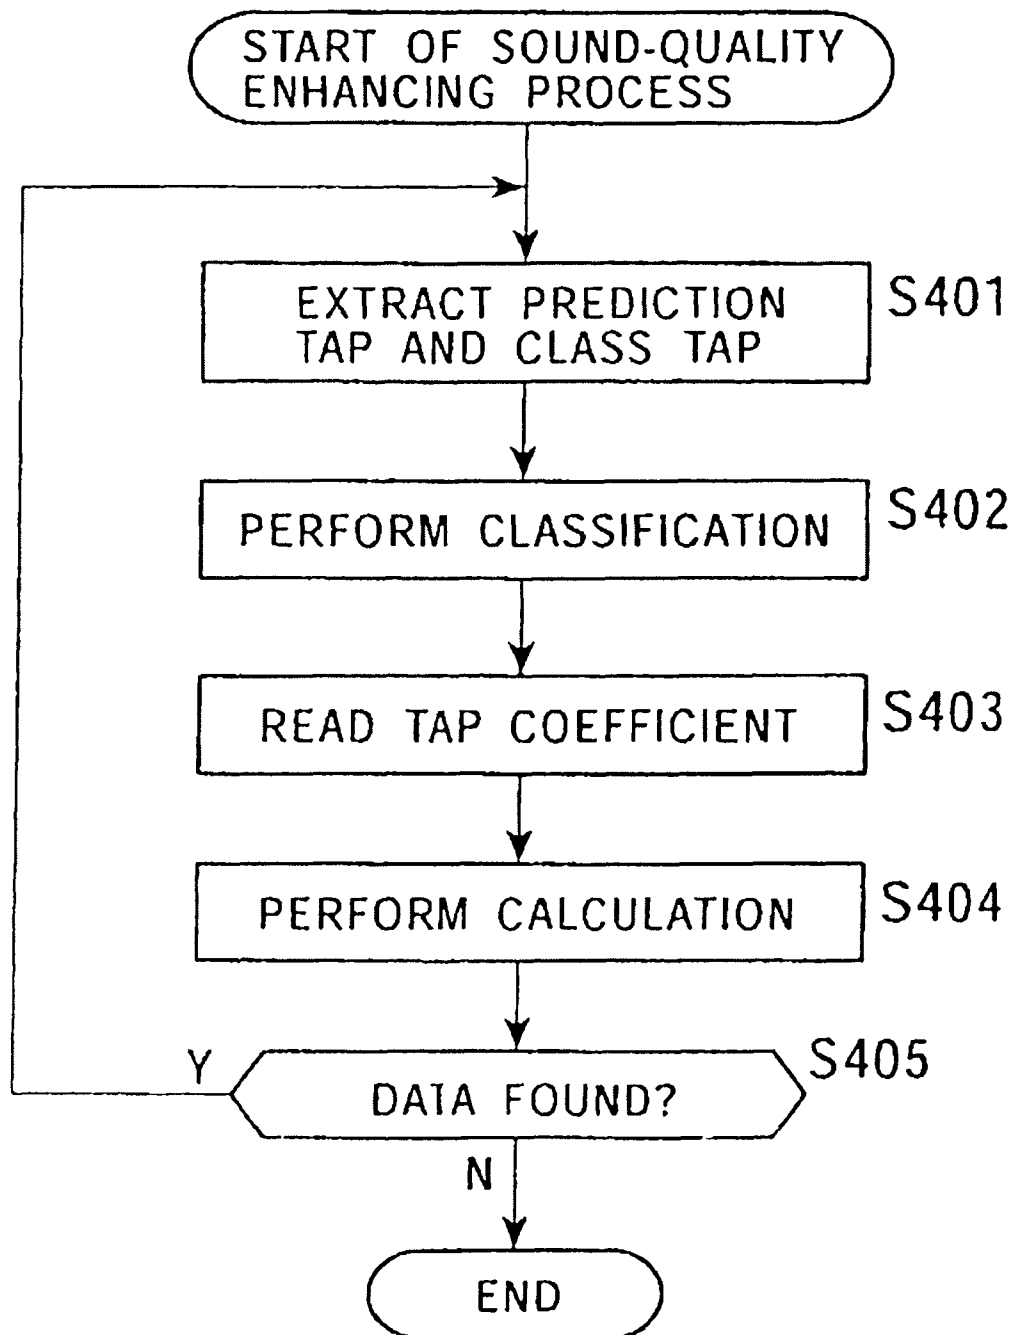 START OF SOUND-QUALITY
ENHANCING PROCESS
EXTRACT PREDICTION
TAP AND CLASS TAP
S401
PERFORM CLASSIFICATION
S402
READ TAP COEFFICIENT
S403
PERFORM CALCULATION
S404
Y
DATA FOUND?
S405
N
END